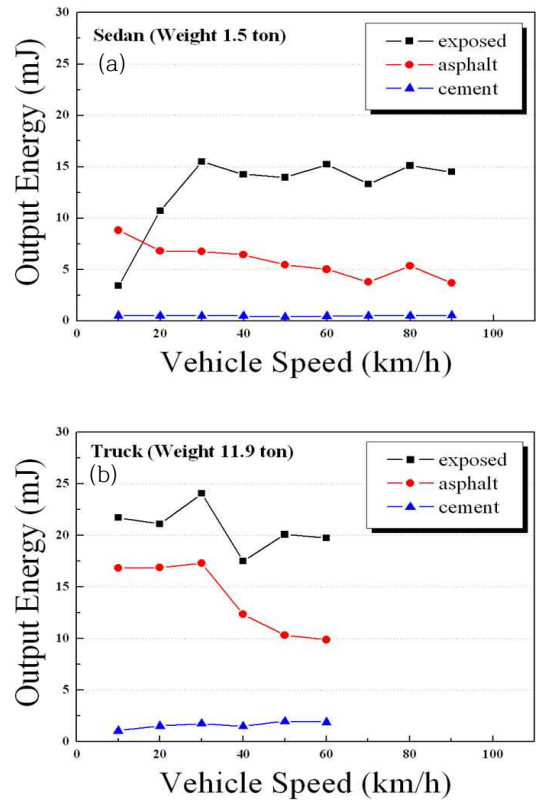 Sedan (Weight 1.5 ton)
(a)
exposed
asphalt
cement
Output Energy (mJ)
30
25
20
15
10
5
0
0 20 40 60 80 100
Vehicle Speed (km/h)
Truck (Weight 11.9 ton)
(b)
exposed
asphalt
cement
Output Energy (mJ)
30
25
20
15
10
5
0
0 20 40 60 80 100
Vehicle Speed (km/h)